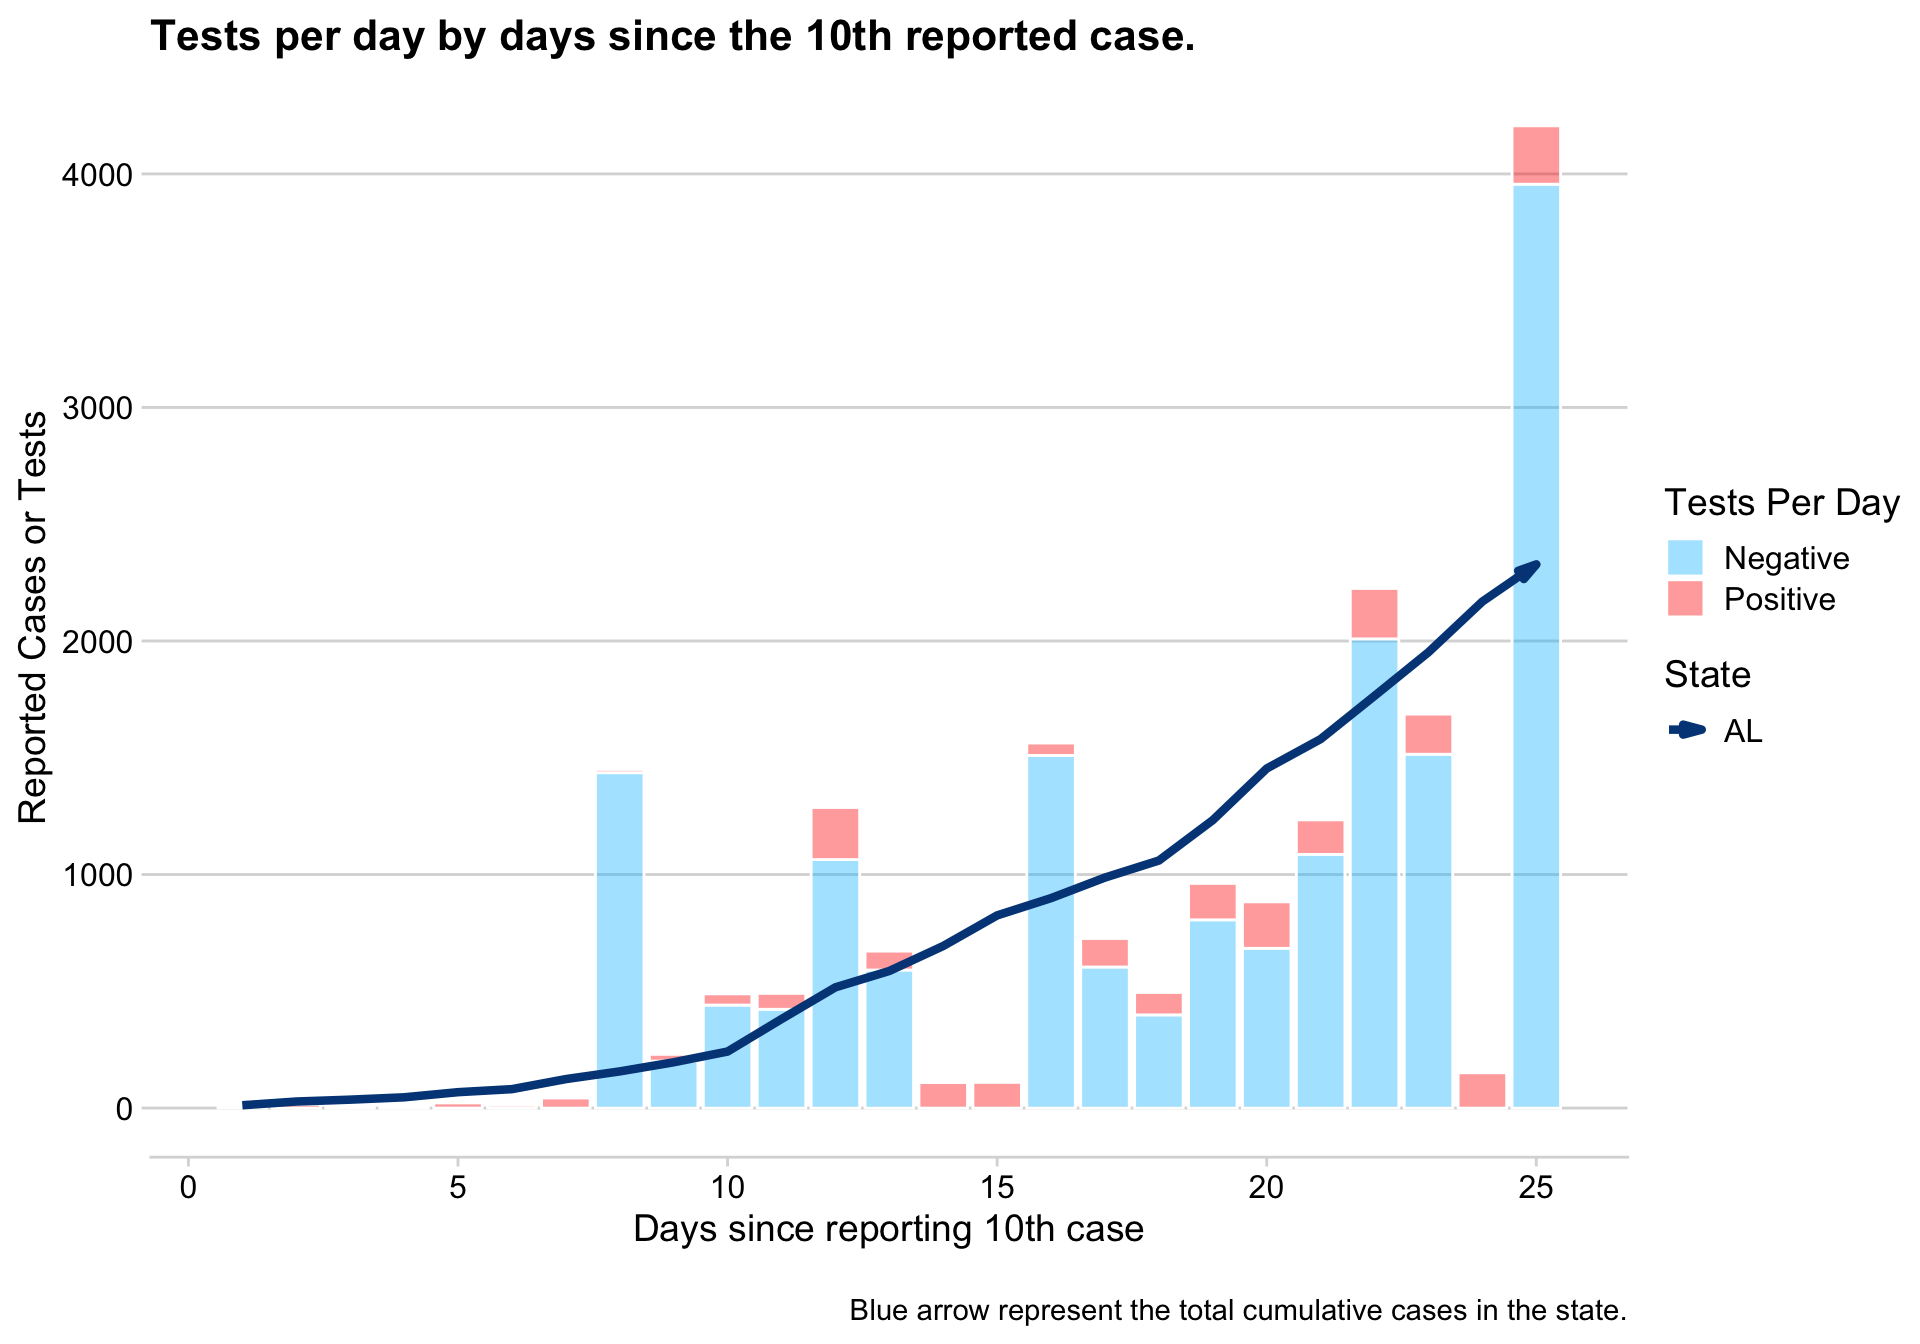 Tests per day by days since the 10th reported case.
4000
3000
2000
1000
0
Reported Cases or Tests
0 5 10 15 20 25
Days since reporting 10th case
Tests Per Day
Negative
Positive
State
AL
Blue arrow represent the total cumulative cases in the state.